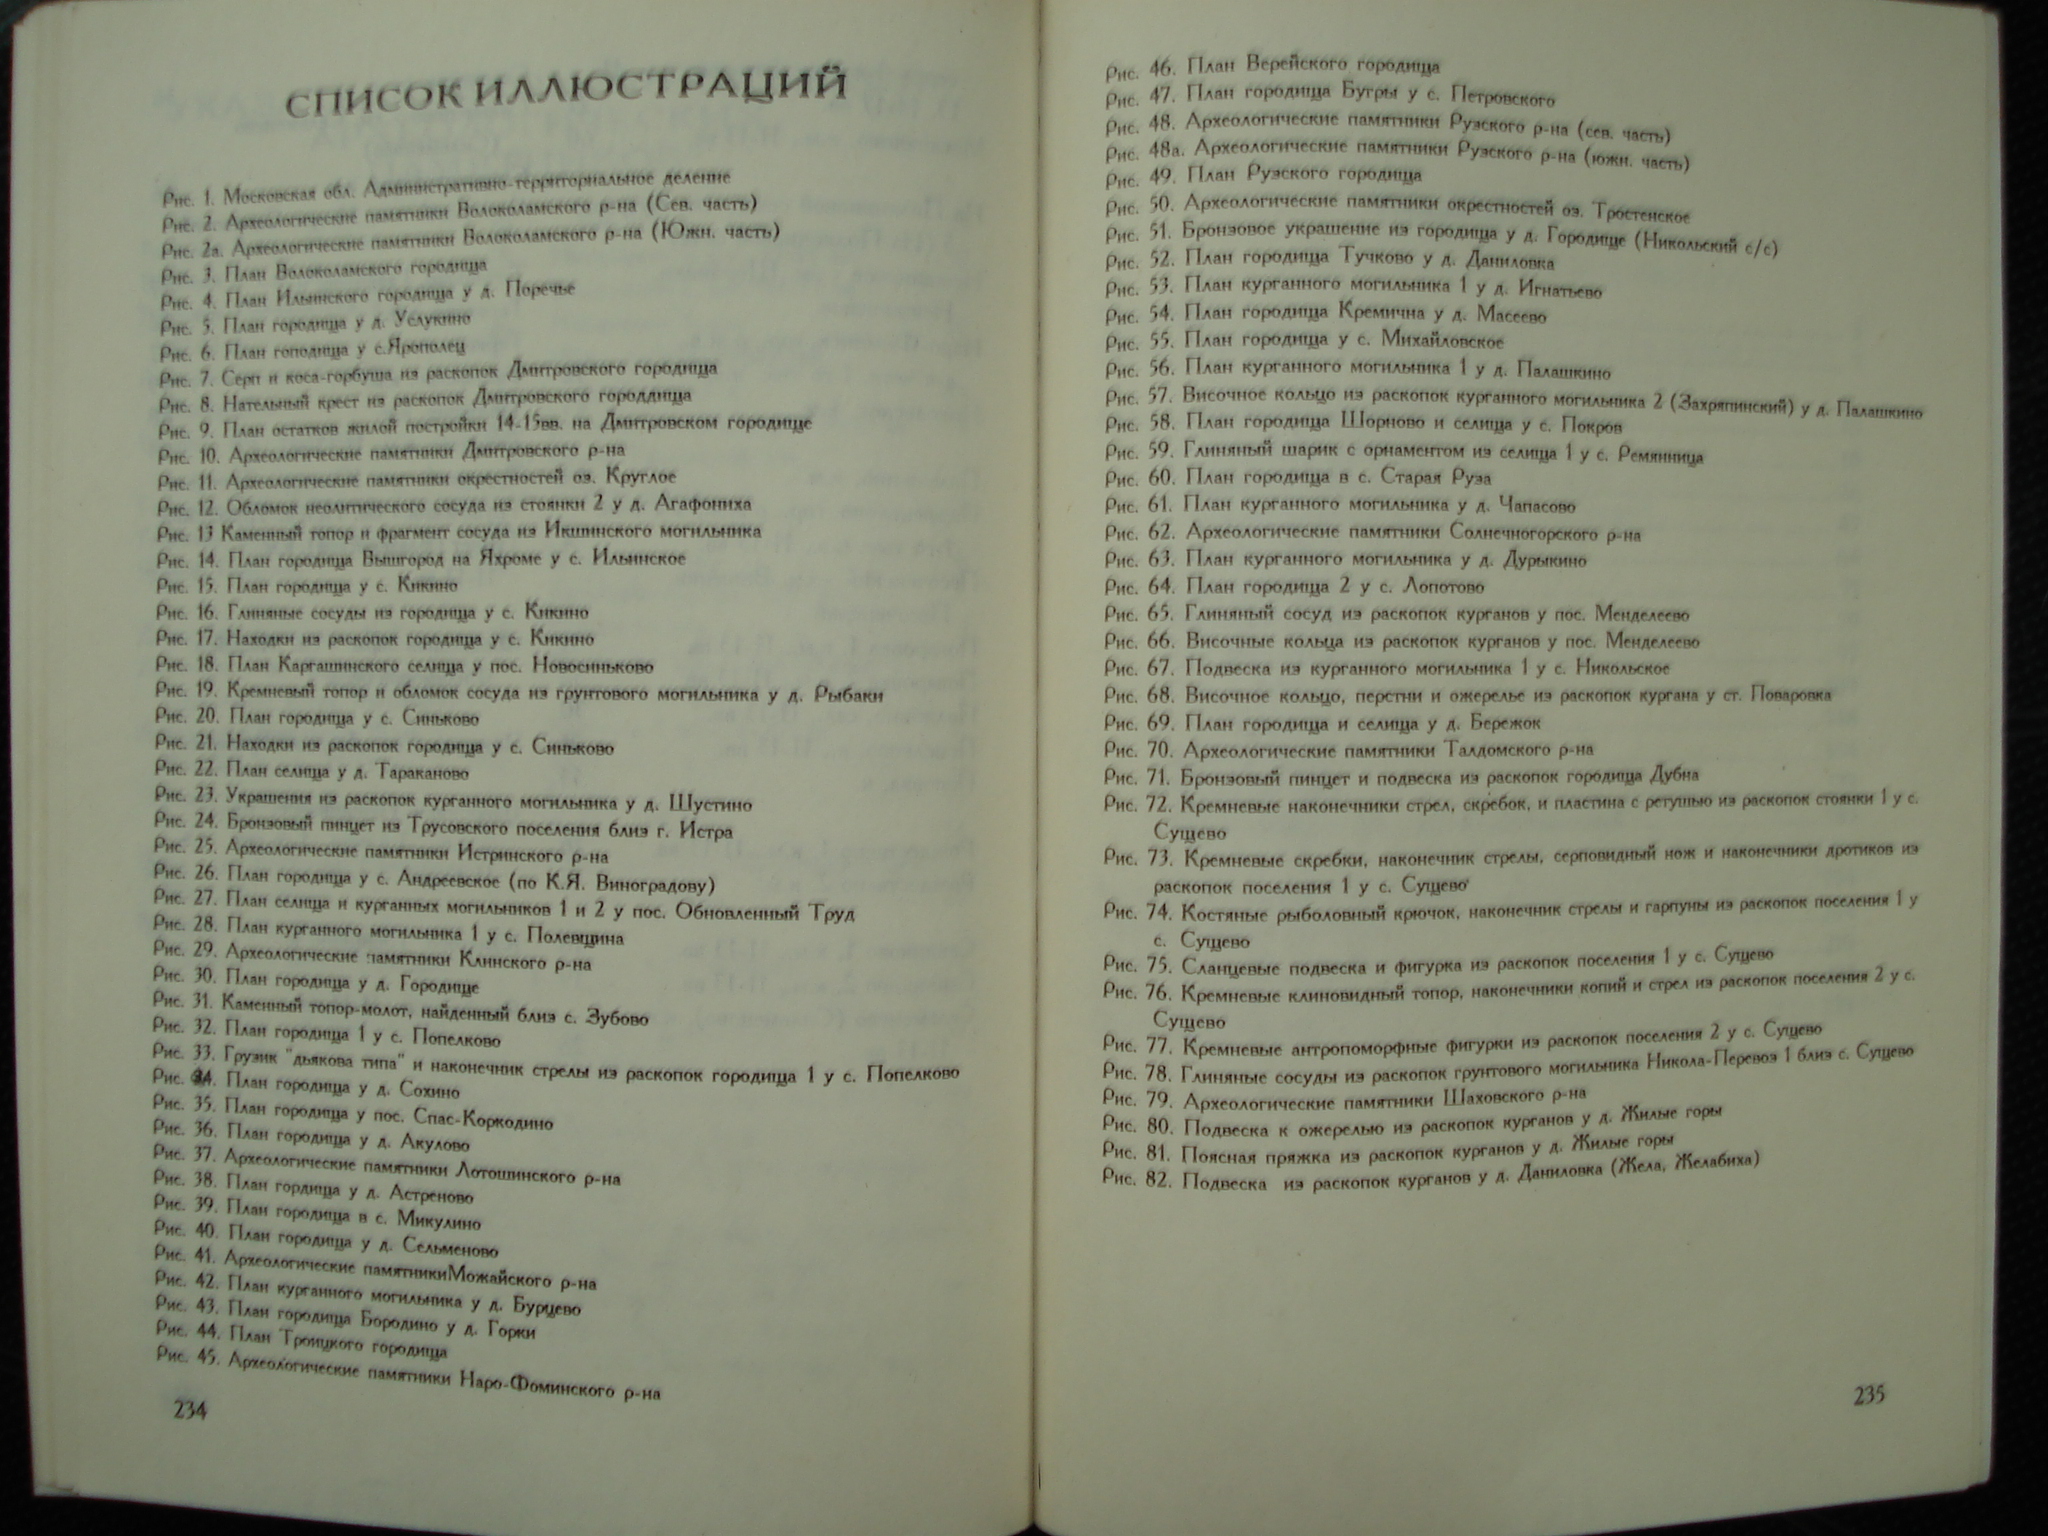 СПИСОК ИЛЛЮСТРАЦИЙ
Рис. 1. Московская обл. Административно-территориальное деление
Рис. 2. Археологические памятники Волоколамского р-на (Сев. часть)
Рис. 2а. Археологические памятники Волоколамского р-на (Южн. часть)
Рис. 3. План Волоколамского городища
Рис. 4. План Ильинского городища у д. Поречье
Рис. 5. План городища у д. Услукино
Рис. 6. План гоподища у с.Ярополец
Рис. 7. Серп и коса-горбуша из раскопок Дмитровского городища
Рис. 8. Нательный крест из раскопок Дмитровского городдища
Рис. 9. План остатков жилой постройки 14-15вв. на Дмитровском городище
Рис. 10. Археологические памятники Дмитровского р-на
Рис. 11. Археологические памятники окрестностей оз. Круглое
Рис. 12. Обломок неолитического сосуда из стоянки 2 у д. Агафониха
Рис. 13 Каменный топор и фрагмент сосуда из Икшинского могильника
Рис. 14. План городища Вышгород на Яхроме у с. Ильинское
Рис. 15. План городища у с. Кикино
Рис. 16. Глиняные сосуды из городища у с. Кикино
Рис. 17. Находки из раскопок городища у с. Кикино
Рис. 18. План Каргашинского селища у пос. Новосиньково
Рис. 19. Кремневый топор и обломок сосуда из грунтового могильника у д. Рыбаки
Рис. 20. План городища у с. Синьково
Рис. 21. Находки из раскопок городища у с. Синьково
Рис. 22. План селища у д. Тараканово
Рис. 23. Украшения из раскопок курганного могильника у д. Шустино
Рис. 24. Бронзовый пинцет из Трусовского поселения близ г. Истра
Рис. 25. Археологические памятники Истринского р-на
Рис. 26. План городища у с. Андреевское (по К.Я. Виноградову)
Рис. 27. План селища и курганных могильников 1 и 2 у пос. Обновленный Труд
Рис. 28. План курганного могильника 1 у с. Полевшина
Рис. 29. Археологические памятники Клинского р-на
Рис. 30. План городища у д. Городище
Рис. 31. Каменный топор-молот, найденный близ с. Зубово
Рис. 32. План городища 1 у с. Попелково
Рис. 33. Грузик "дьякова типа" и наконечник стрелы из раскопок городища 1 у с. Попелково
Рис. 34. План городища у д. Сохино
Рис. 35. План городища у пос. Спас-Коркодино
Рис. 36. План городища у д. Акулово
Рис. 37. Археологические памятники Лотошинского р-на
Рис. 38. План гордища у д. Астреново
Рис. 39. План городища в с. Микулино
Рис. 40. План городища у д. Сельменово
Рис. 41. Археологические памятникиМожайского р-на
Рис. 42. План курганного могильника у д. Бурцево
Рис. 43. План городища Бородино у д. Горки
Рис. 44. План Троицкого городища
Рис. 45. Археологические памятники Наро-Фоминского р-на
234
Рис. 46. План Верейского городища
Рис. 47. План городища Бугры у с. Петровского
Рис. 48. Археологические памятники Рузского р-на (сев. часть)
Рис. 48а. Археологические памятники Рузского р-на (южн. часть)
Рис. 49. План Рузского городища
Рис. 50. Археологические памятники окрестностей оз. Тростенское
Рис. 51. Бронзовое украшение из городища у д. Городище (Никольский с/с)
Рис. 52. План городища Тучково у д. Даниловка
Рис. 53. План курганного могильника 1 у д. Игнатьево
Рис. 54. План городища Кремична у д. Масеево
Рис. 55. План городища у с. Михайловское
Рис. 56. План курганного могильника 1 у д. Палашкино
Рис. 57. Височное кольцо из раскопок курганного могильника 2 (Захряпинский) у д. Палашкино
Рис. 58. План городища Шорново и селища у с. Покров
Рис. 59. Глиняный шарик с орнаментом из селища 1 у с. Ремянница
Рис. 60. План городища в с. Старая Руза
Рис. 61. План курганного могильника у д. Чапасово
Рис. 62. Археологические памятники Солнечногорского р-на
Рис. 63. План курганного могильника у д. Дурыкино
Рис. 64. План городища 2 у с. Лопотово
Рис. 65. Глиняный сосуд из раскопок курганов у пос. Менделеево
Рис. 66. Височные кольца из раскопок курганов у пос. Менделеево
Рис. 67. Подвеска из курганного могильника 1 у с. Никольское
Рис. 68. Височное кольцо, перстни и ожерелье из раскопок кургана у ст. Поваровка
Рис. 69. План городища и селища у д. Бережок
Рис. 70. Археологические памятники Талдомского р-на
Рис. 71. Бронзовый пинцет и подвеска из раскопок городища Дубна
Рис. 72. Кремневые наконечники стрел, скребок, и пластина с ретушью из раскопок стоянки 1 у с.
Сущево
Рис. 73. Кремневые скребки, наконечник стрелы, серповидный нож и наконечники дротиков из
раскопок поселения 1 у с. Сущево
Рис. 74. Костяные рыболовный крючок, наконечник стрелы и гарпуны из раскопок поселения 1 у
с. Сущево
Рис. 75. Сланцевые подвеска и фигурка из раскопок поселения 1 у с. Сущево
Рис. 76. Кремневые клиновидный топор, наконечники копий и стрел из раскопок поселения 2 у с.
Сущево
Рис. 77. Кремневые антропоморфные фигурки из раскопок поселения 2 у с. Сущево
Рис. 78. Глиняные сосуды из раскопок грунтового могильника Никола-Перевоз 1 близ с. Сущево
Рис. 79. Археологические памятники Шаховского р-на
Рис. 80. Подвеска к ожерелью из раскопок курганов у д. Жилые горы
Рис. 81. Поясная пряжка из раскопок курганов у д. Жилые горы
Рис. 82. Подвеска из раскопок курганов у д. Даниловка (Жела, Желабиха)
235